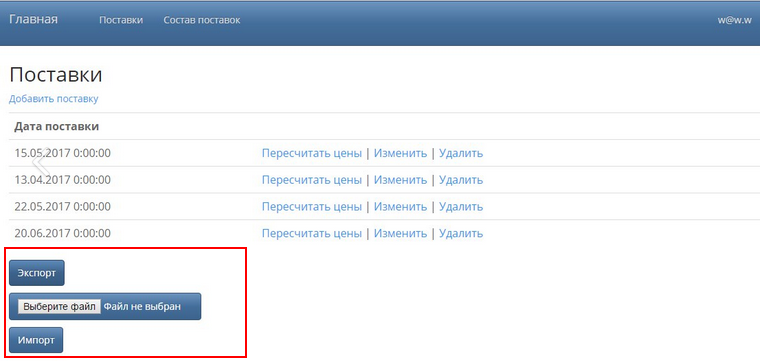 Главная Поставки Состав поставок w@w.w
Поставки
Добавить поставку
Дата поставки
15.05.2017 0:00:00 Пересчитать цены | Изменить | Удалить
13.04.2017 0:00:00 Пересчитать цены | Изменить | Удалить
22.05.2017 0:00:00 Пересчитать цены | Изменить | Удалить
20.06.2017 0:00:00 Пересчитать цены | Изменить | Удалить
Экспорт
Выберите файл Файл не выбран
Импорт